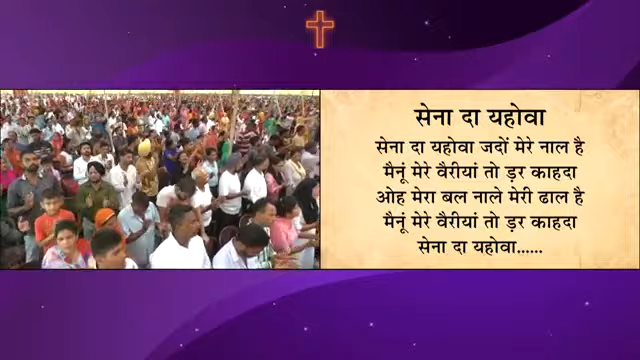 सेना दा यहोवा
सेना दा यहोवा जदों मेरे नाल है
मैनूं मेरे वैरीयां तो ड़र काहदा
ओह मेरा बल नाले मेरी ढाल है
मैनूं मेरे वैरीयां तो ड़र काहदा
सेना दा यहोवा......